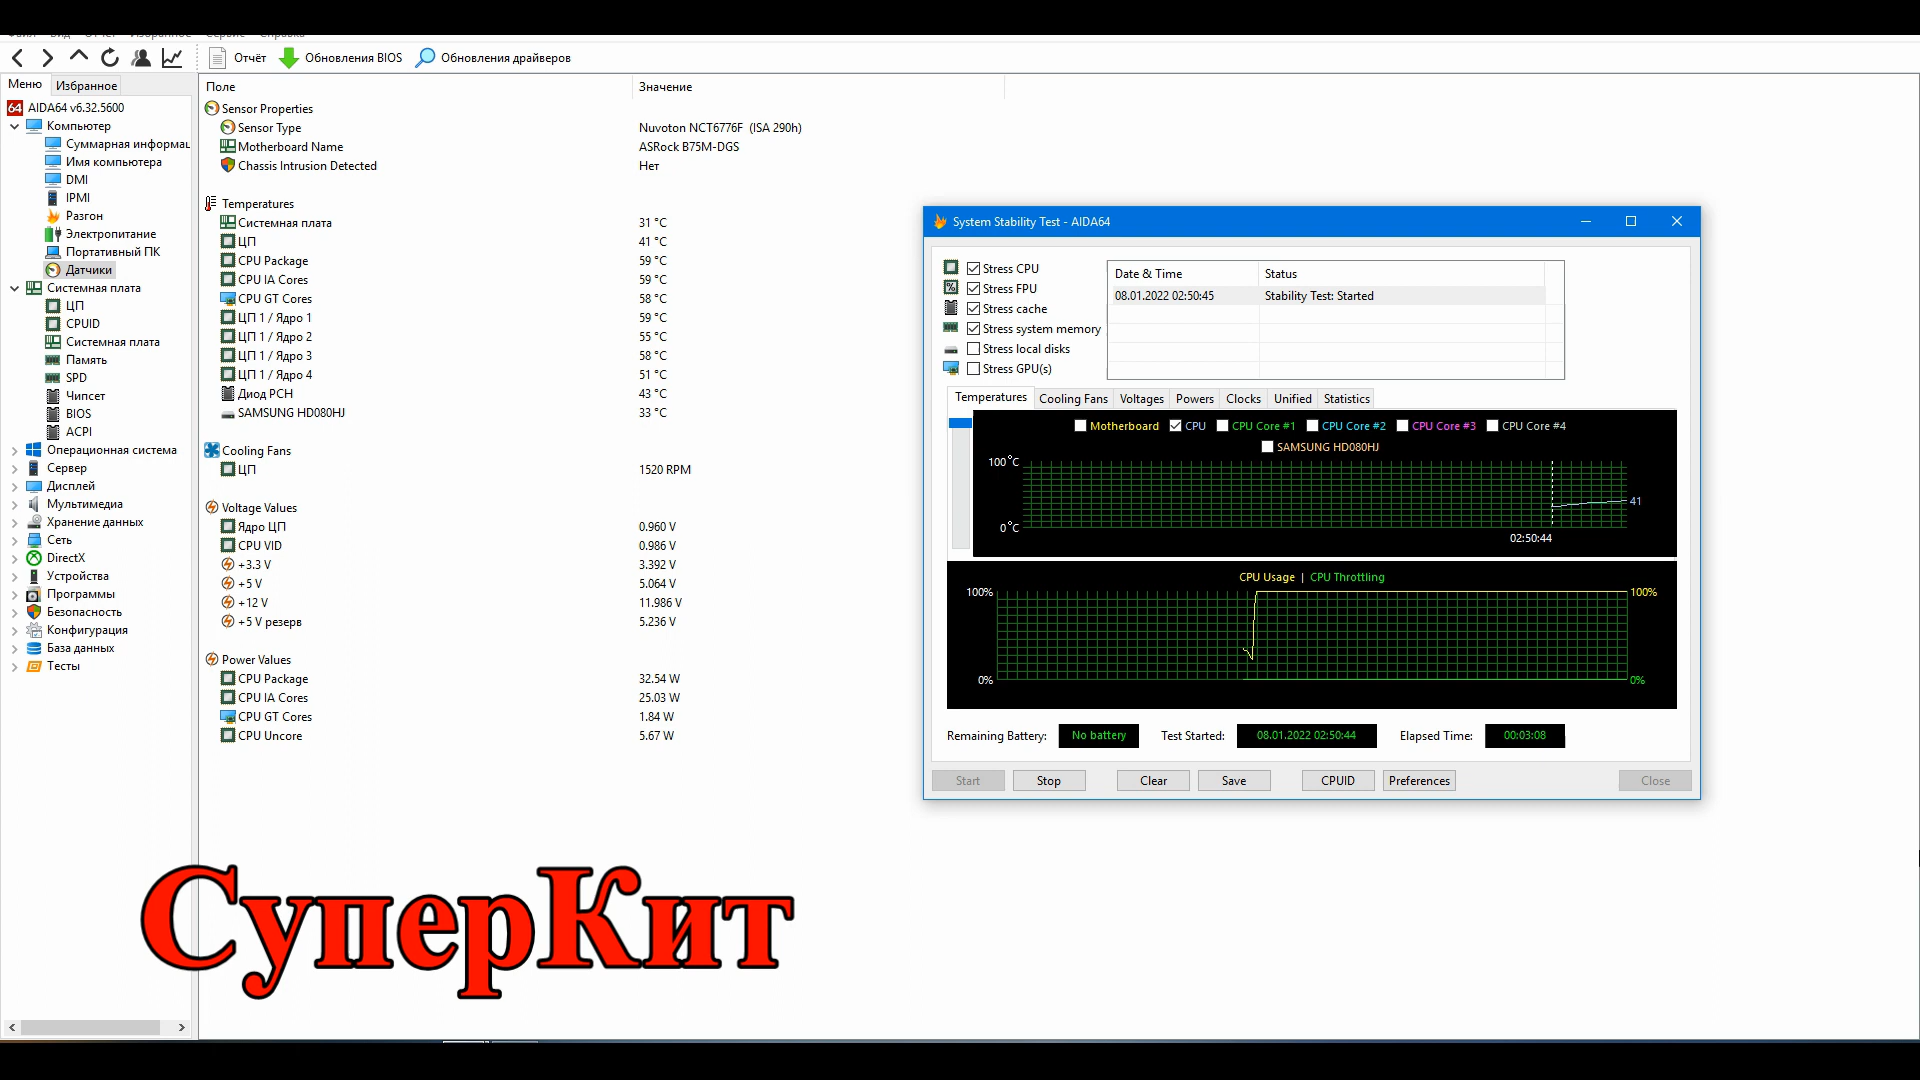 Файл Вид Отчёт Избранное Сервис Справка
Отчёт Обновления BIOS Обновления драйверов
Меню Избранное
64 AIDA64 v6.32.5600
Компьютер
Суммарная информац
Имя компьютера
DMI
IPMI
Разгон
Электропитание
Портативный ПК
Датчики
Системная плата
ЦП
CPUID
Системная плата
Память
SPD
Чипсет
BIOS
ACPI
Операционная система
Сервер
Дисплей
Мультимедиа
Хранение данных
Сеть
DirectX
Устройства
Программы
Безопасность
Конфигурация
База данных
Тесты
Поле Значение
Sensor Properties
Sensor Type Nuvoton NCT6776F (ISA 290h)
Motherboard Name ASRock B75M-DGS
Chassis Intrusion Detected Нет
Temperatures
Системная плата 31 °C
ЦП 41 °C
CPU Package 59 °C
CPU IA Cores 59 °C
CPU GT Cores 58 °C
ЦП 1 / Ядро 1 59 °C
ЦП 1 / Ядро 2 55 °C
ЦП 1 / Ядро 3 58 °C
ЦП 1 / Ядро 4 51 °C
Диод PCH 43 °C
SAMSUNG HD080HJ 33 °C
Cooling Fans
ЦП 1520 RPM
Voltage Values
Ядро ЦП 0.960 V
CPU VID 0.986 V
+3.3 V 3.392 V
+5 V 5.064 V
+12 V 11.986 V
+5 V резерв 5.236 V
Power Values
CPU Package 32.54 W
CPU IA Cores 25.03 W
CPU GT Cores 1.84 W
CPU Uncore 5.67 W
System Stability Test - AIDA64
Stress CPU
Stress FPU
Stress cache
Stress system memory
Stress local disks
Stress GPU(s)
Date & Time Status
08.01.2022 02:50:45 Stability Test: Started
Temperatures Cooling Fans Voltages Powers Clocks Unified Statistics
Motherboard CPU CPU Core #1 CPU Core #2 CPU Core #3 CPU Core #4
SAMSUNG HD080HJ
100°C
41
0°C
02:50:44
CPU Usage | CPU Throttling
100% 100%
0% 0%
Remaining Battery: No battery Test Started: 08.01.2022 02:50:44 Elapsed Time: 00:03:08
Start Stop Clear Save CPUID Preferences Close
СуперКит